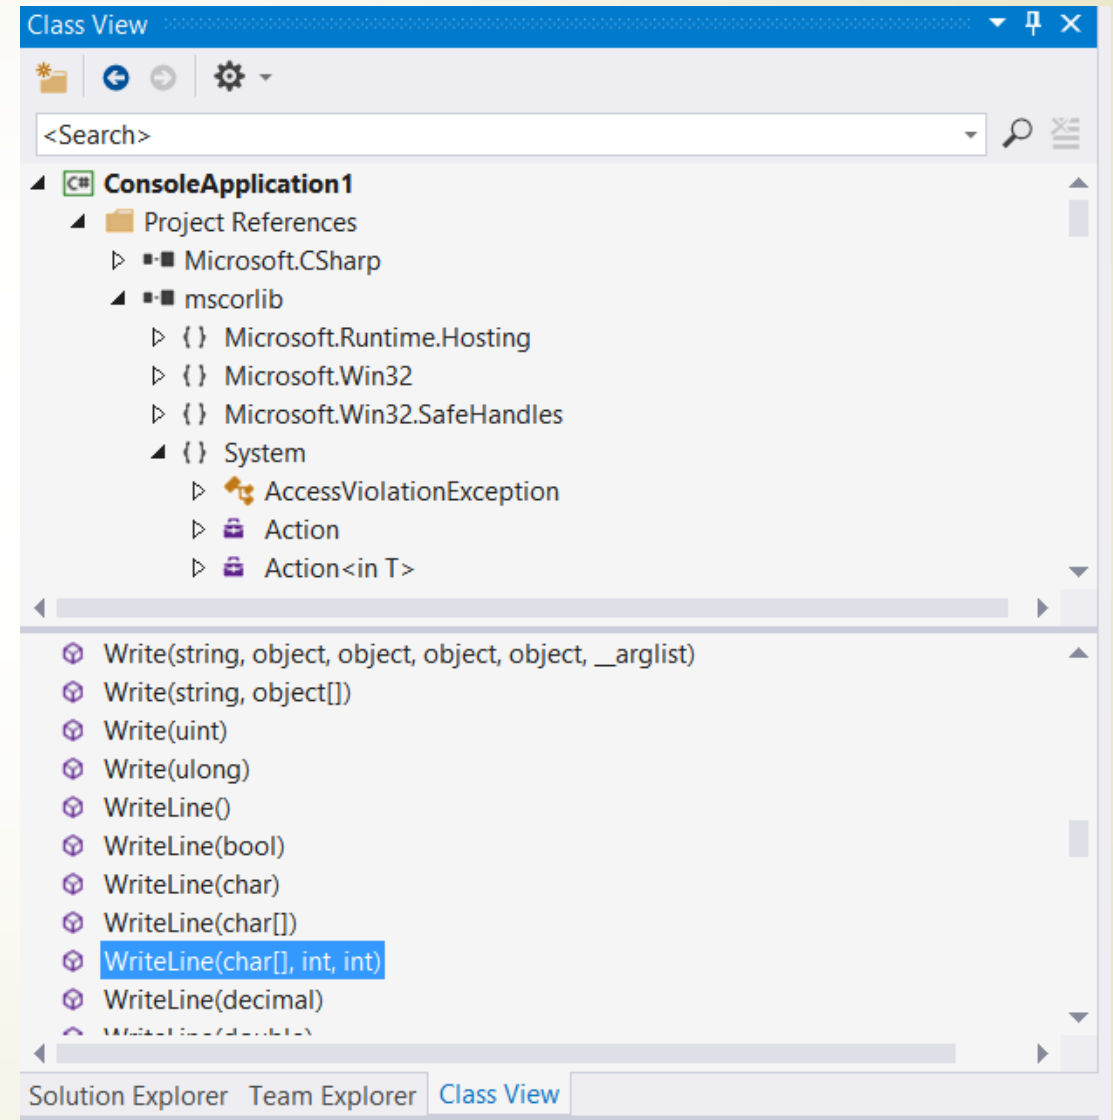 Class View
<Search>
C# ConsoleApplication1
Project References
Microsoft.CSharp
mscorlib
{ } Microsoft.Runtime.Hosting
{ } Microsoft.Win32
{ } Microsoft.Win32.SafeHandles
{ } System
AccessViolationException
Action
Action<in T>
Write(string, object, object, object, object, __arglist)
Write(string, object[])
Write(uint)
Write(ulong)
WriteLine()
WriteLine(bool)
WriteLine(char)
WriteLine(char[])
WriteLine(char[], int, int)
WriteLine(decimal)
WriteLine(double)
Solution Explorer Team Explorer Class View